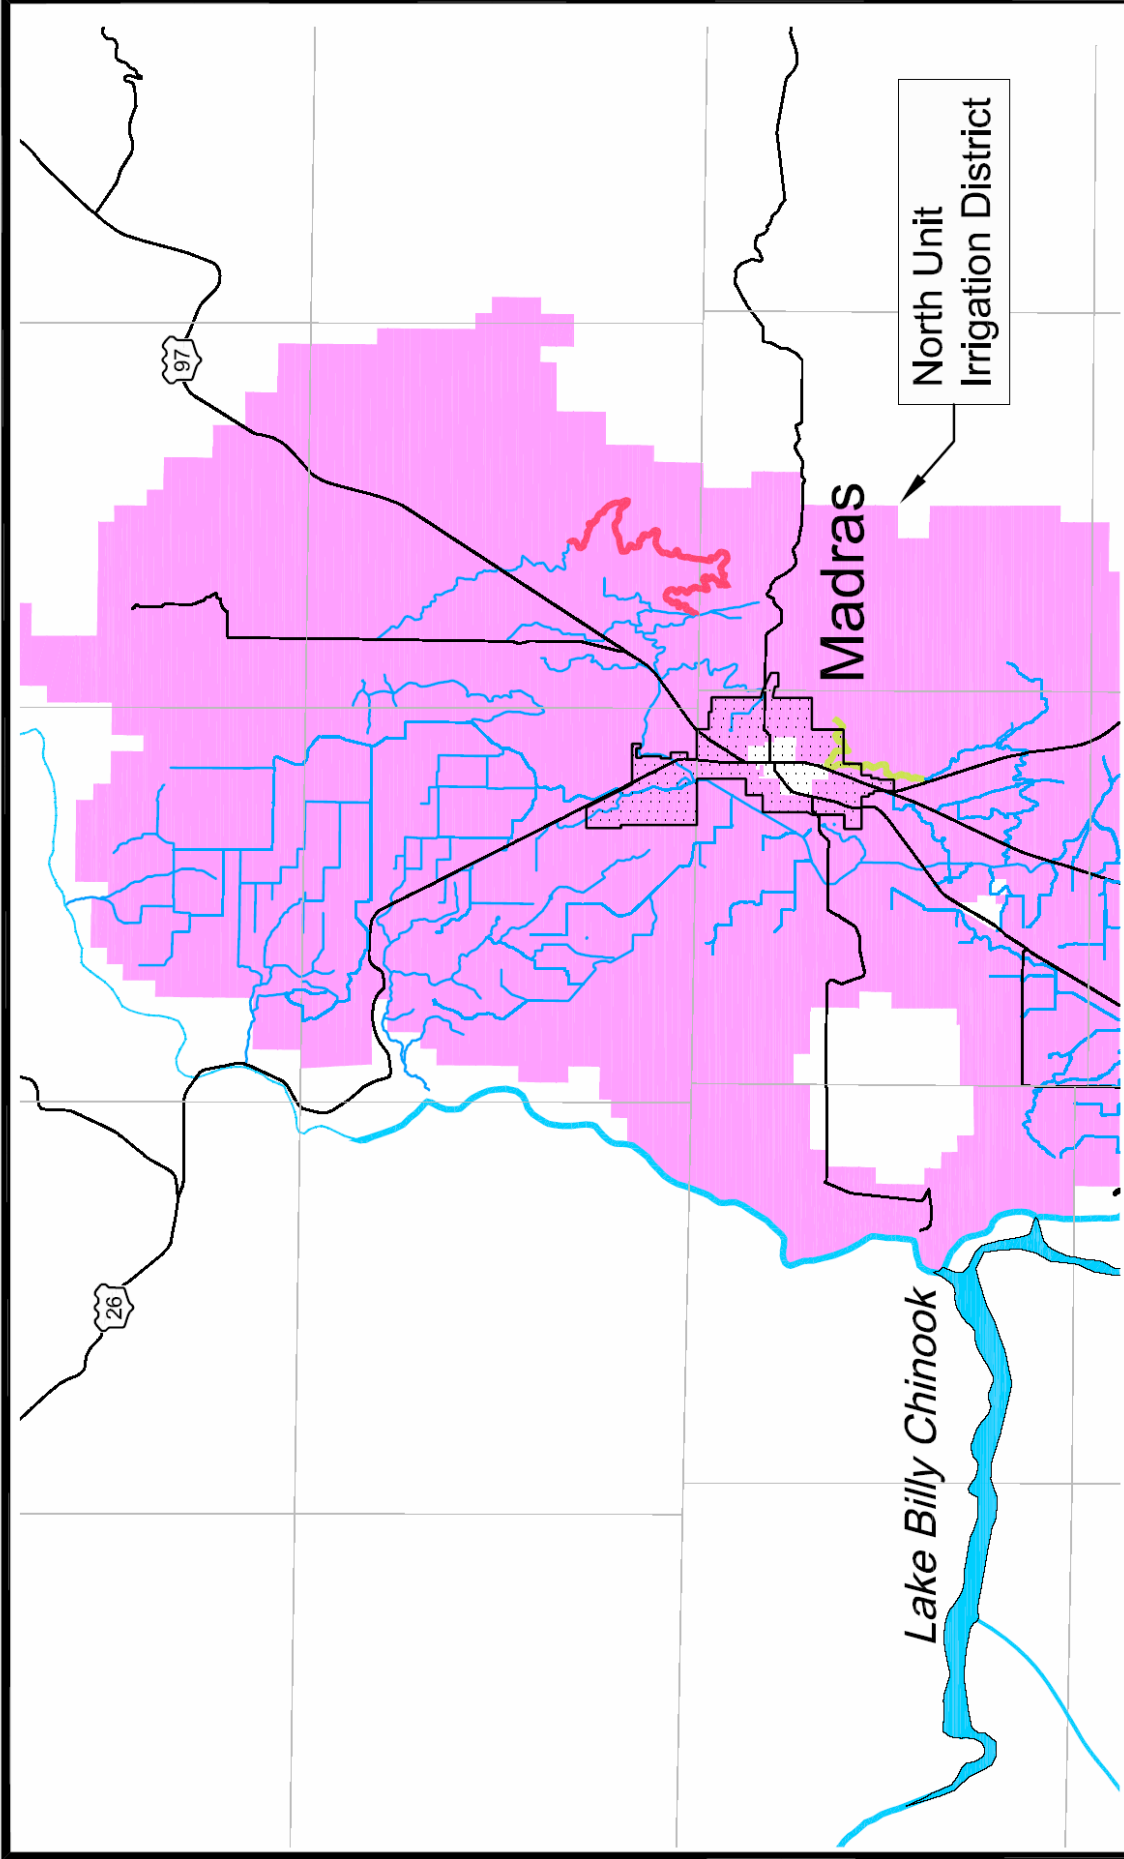 97
North Unit
Irrigation District
Madras
26
Lake Billy Chinook